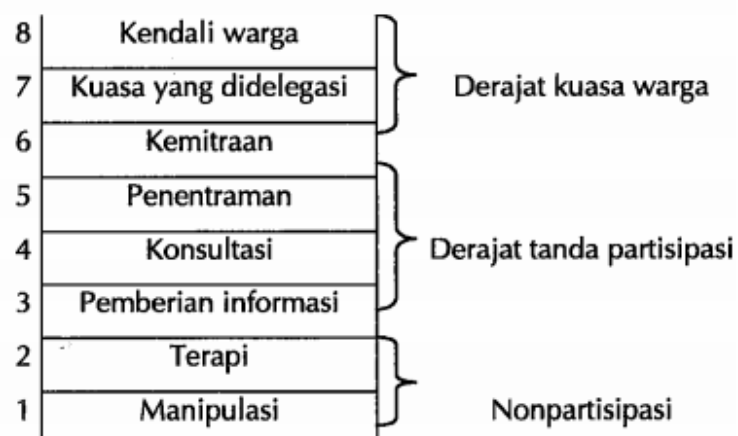 8 Kendali warga
7 Kuasa yang didelegasi Derajat kuasa warga
6 Kemitraan
5 Penentraman
4 Konsultasi Derajat tanda partisipasi
3 Pemberian informasi
2 Terapi
1 Manipulasi Nonpartisipasi